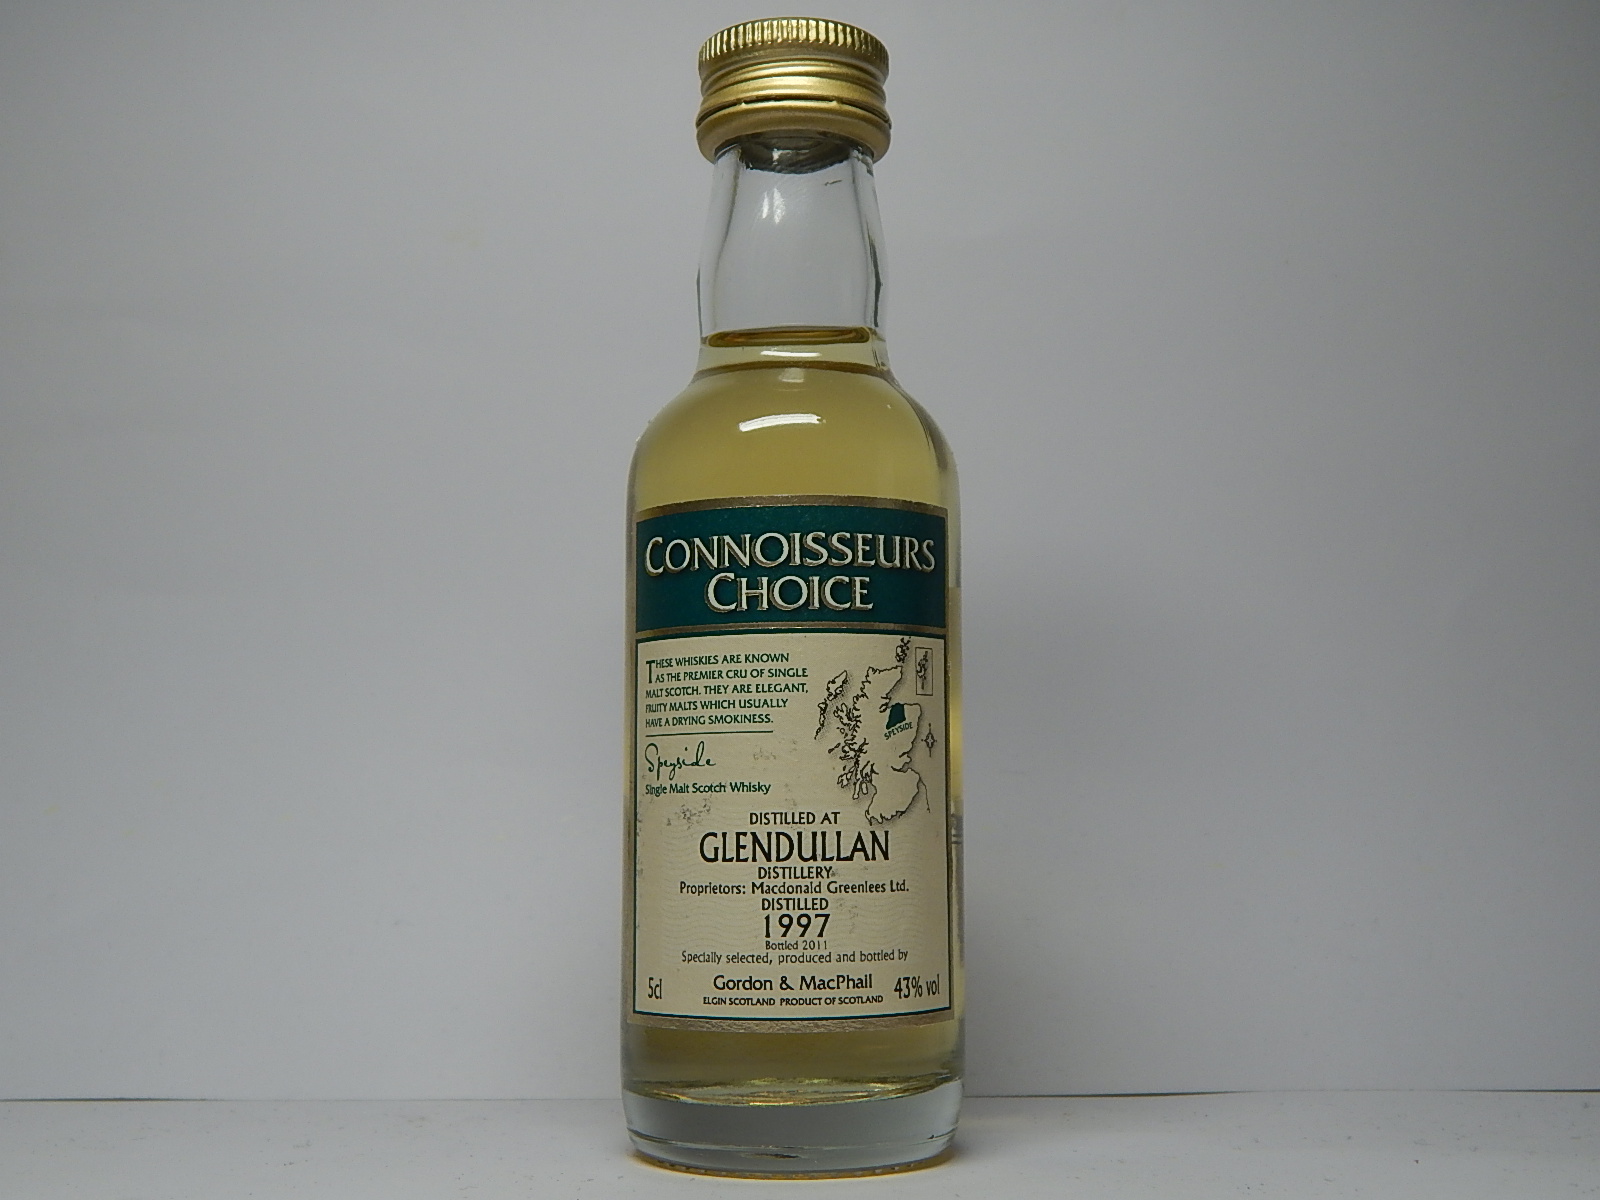 CONNOISSEURS
CHOICE
THESE WHISKIES ARE KNOWN
AS THE PREMIER CRU OF SINGLE
MALT SCOTCH. THEY ARE ELEGANT,
FRUITY MALTS WHICH USUALLY
HAVE A DRYING SMOKINESS.
SPEYSIDE
Speyside
Single Malt Scotch Whisky
DISTILLED AT
GLENDULLAN
DISTILLERY
Proprietors: Macdonald Greenlees Ltd.
DISTILLED
1997
Bottled 2011
Specially selected, produced and bottled by
5cl Gordon & MacPhail 43% vol
ELGIN SCOTLAND PRODUCT OF SCOTLAND